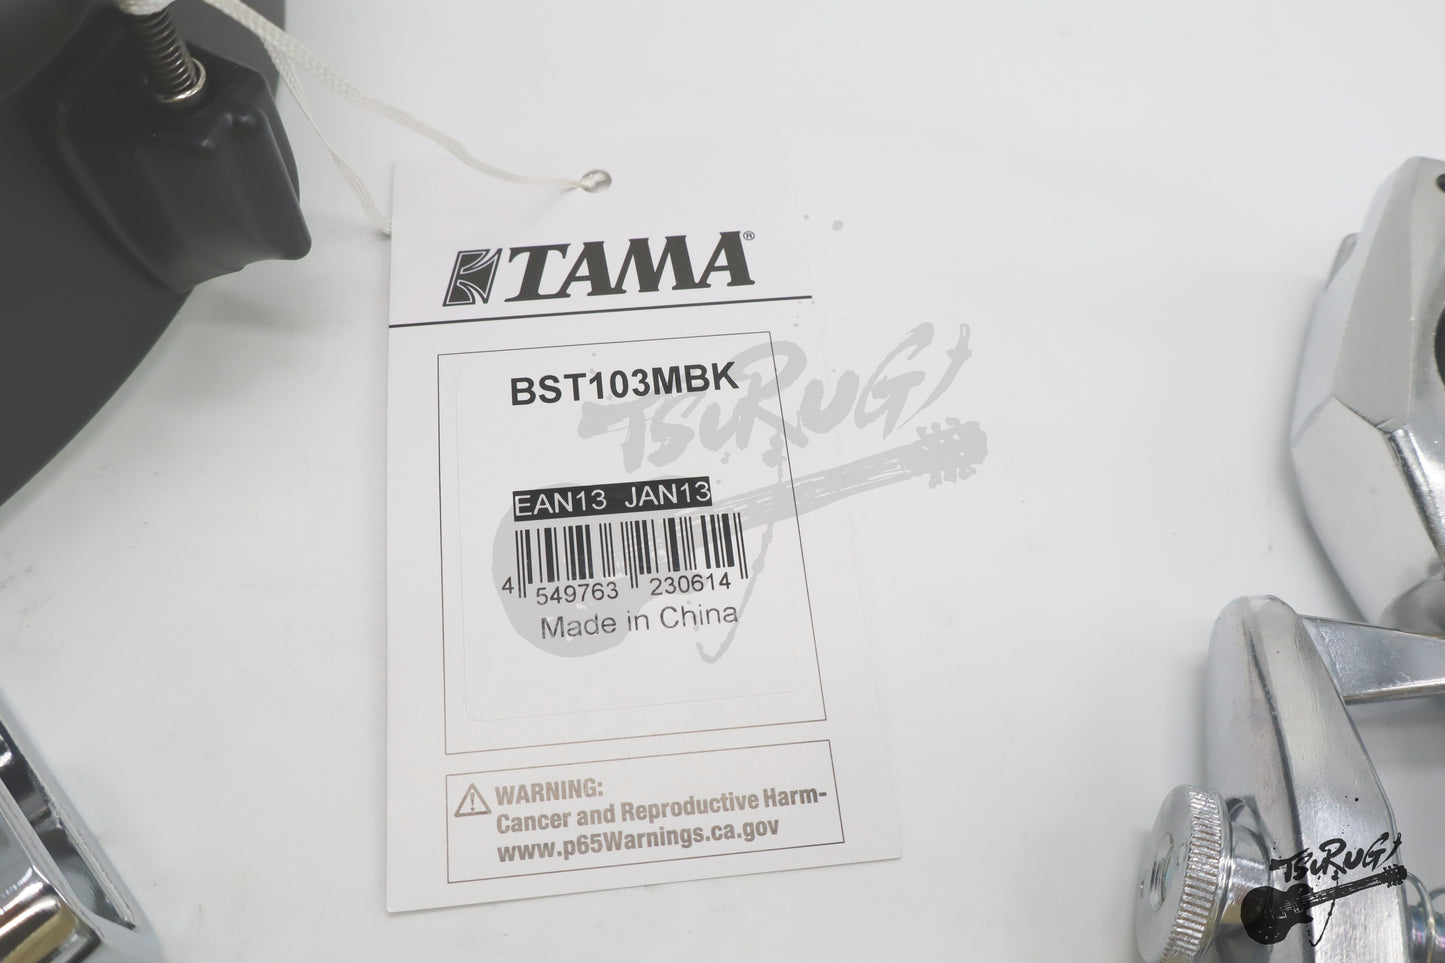 TAMA®
BST103MBK
TSURUGI
EAN13 JAN13
4 549763 230614
Made in China
WARNING:
Cancer and Reproductive Harm-
www.p65Warnings.ca.gov
TSURUGI